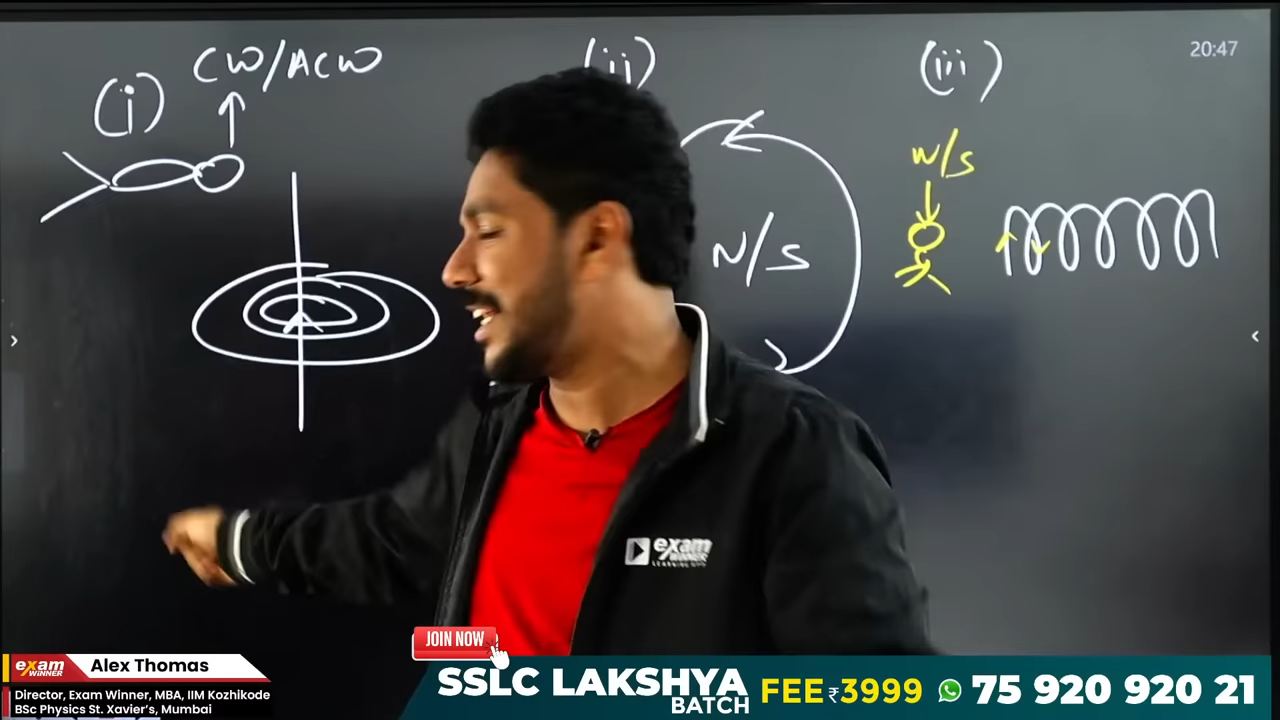 (i)
CW/ACW
(ii)
N/S
(iii)
N/S
20:47
exam
WINNER
JOIN NOW
exam
WINNER
Alex Thomas
Director, Exam Winner, MBA, IIM Kozhikode
BSc Physics St. Xavier's, Mumbai
SSLC LAKSHYA
BATCH
FEE ₹3999
75 920 920 21